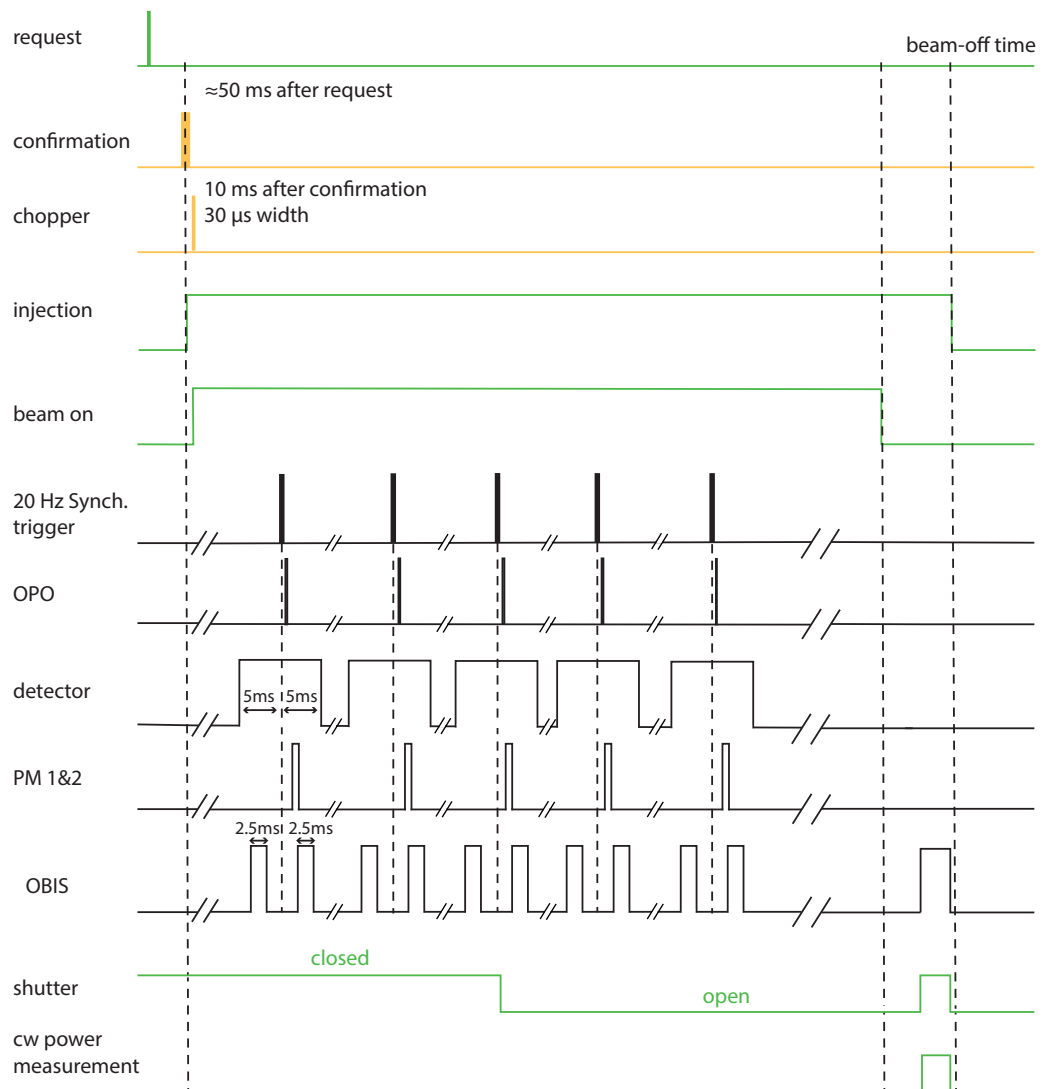 request
beam-off time
≈50 ms after request
confirmation
10 ms after confirmation
chopper
30 µs width
injection
beam on
20 Hz Synch.
trigger
OPO
detector
5ms
5ms
PM 1&2
2.5ms
2.5ms
OBIS
closed
shutter
open
cw power
measurement